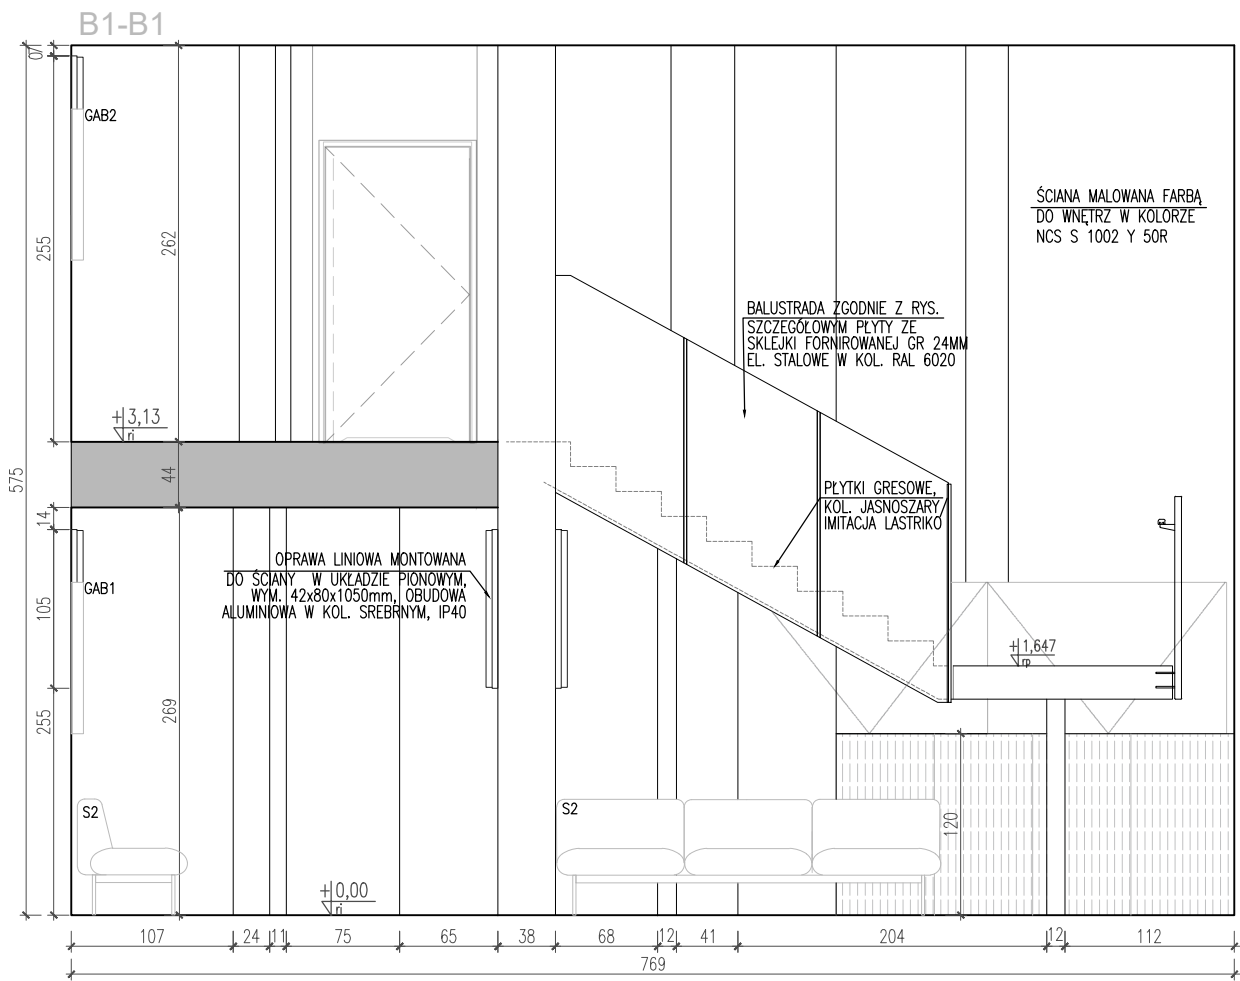 B1-B1
07
GAB2
255
262
ŚCIANA MALOWANA FARBĄ
DO WNĘTRZ W KOLORZE
NCS S 1002 Y 50R
BALUSTRADA ZGODNIE Z RYS.
SZCZEGÓŁOWYM PŁYTY ZE
SKLEJKI FORNIROWANEJ GR 24MM
EL. STALOWE W KOL. RAL 6020
+3,13
ri
575
44
14
PŁYTKI GRESOWE,
KOL. JASNOSZARY
IMITACJA LASTRIKO
OPRAWA LINIOWA MONTOWANA
DO ŚCIANY W UKŁADZIE PIONOWYM,
WYM. 42x80x1050mm, OBUDOWA
ALUMINIOWA W KOL. SREBRNYM, IP40
GAB1
105
+1,647
rp
255
269
S2
S2
120
+0,00
ri
107 24 11 75 65 38 68 12 41 204 12 112
769